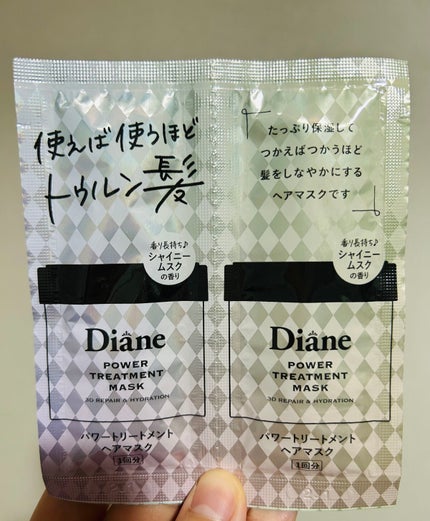 使えば使うほど
トゥルン髪
香り長持ち♪
シャイニー
ムスク
の香り
Diane
POWER
TREATMENT
MASK
3D REPAIR & HYDRATION
パワートリートメント
ヘアマスク
1回分
たっぷり保湿して
つかえばつかうほど
髪をしなやかにする
ヘアマスクです
香り長持ち♪
シャイニー
ムスク
の香り
Diane
POWER
TREATMENT
MASK
3D REPAIR & HYDRATION
パワートリートメント
ヘアマスク
1回分